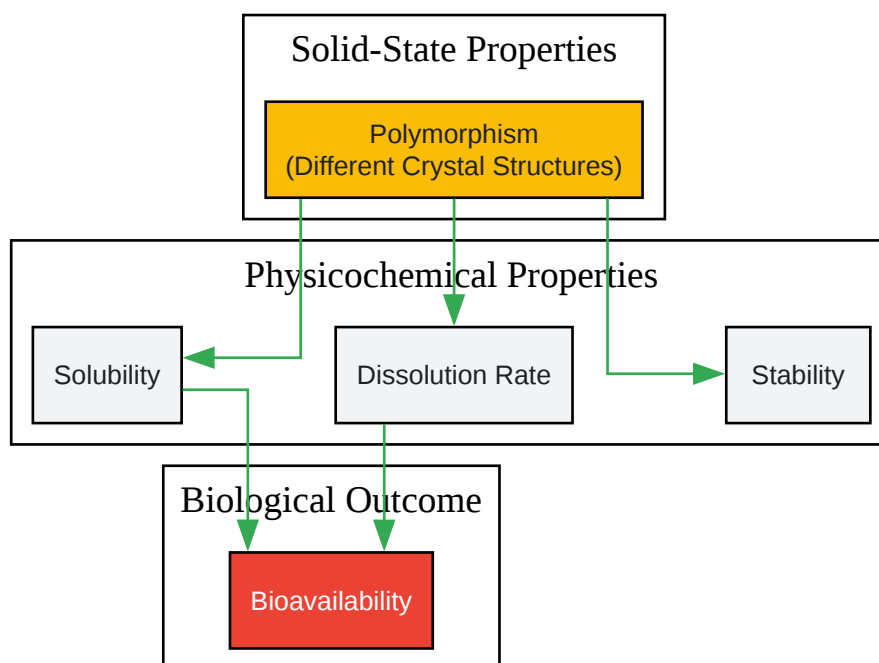 Solid-State Properties
Polymorphism
(Different Crystal Structures)
Physicochemical Properties
Solubility
Dissolution Rate
Stability
Biological Outcome
Bioavailability